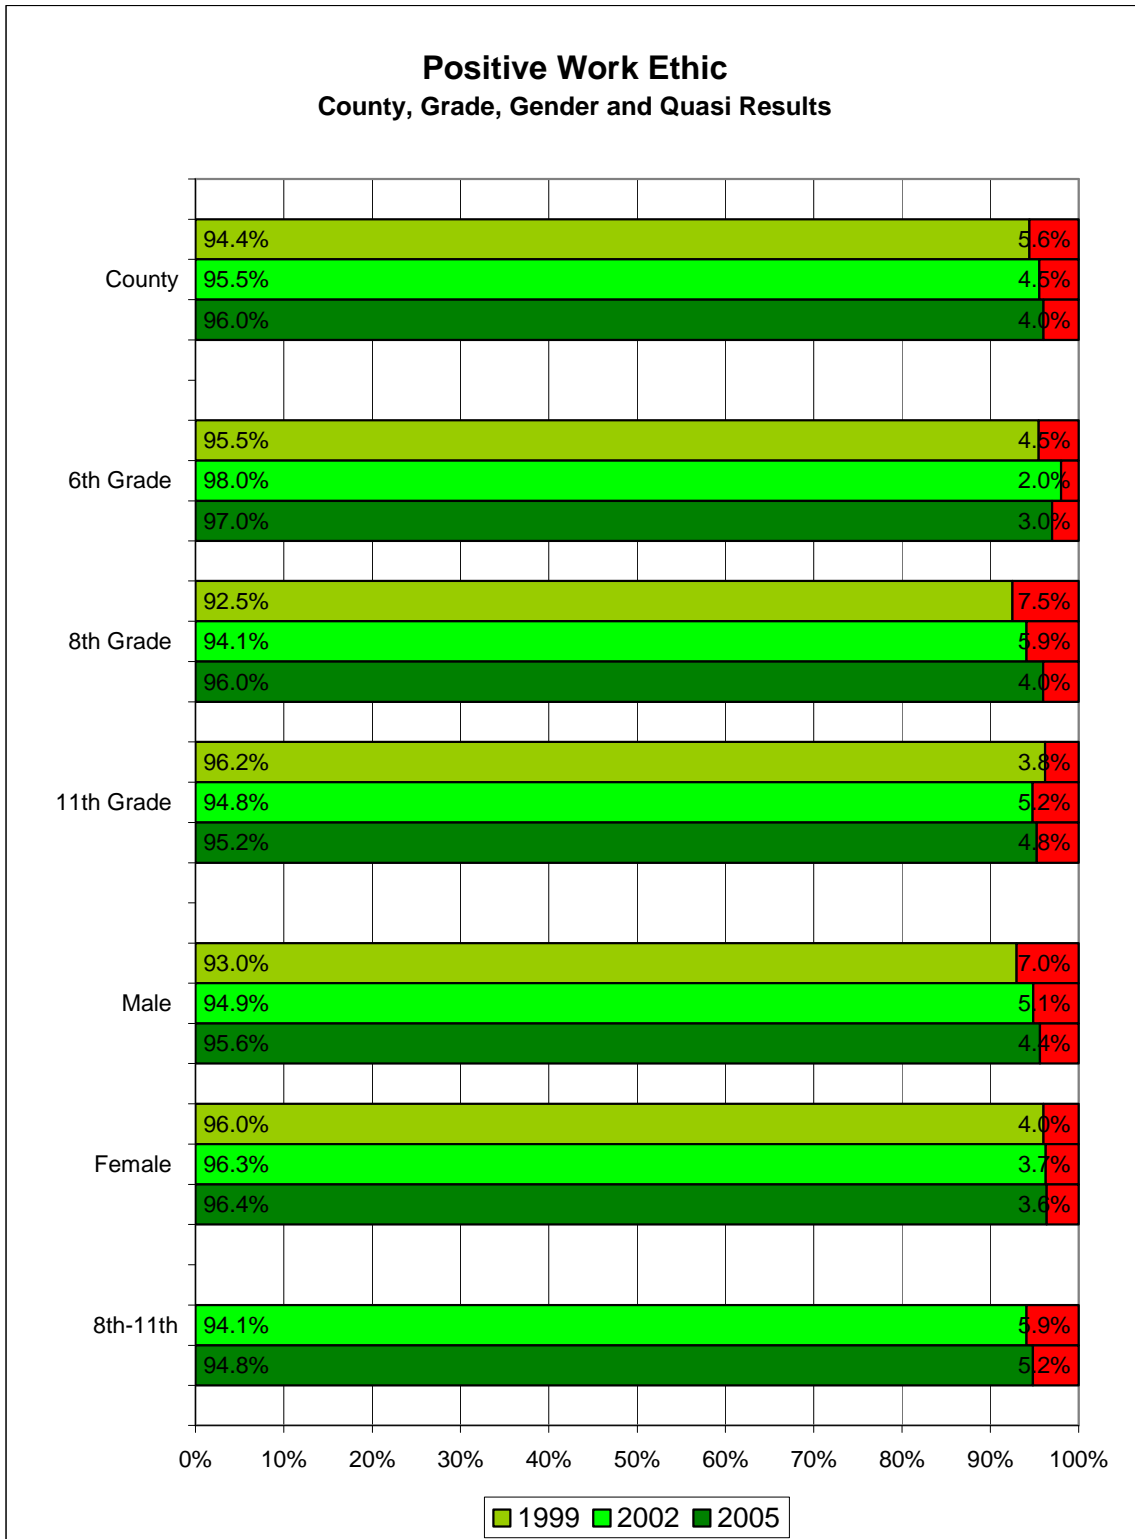 Positive Work Ethic
County, Grade, Gender and Quasi Results
94.4% 5.6%
County 95.5% 4.5%
96.0% 4.0%
95.5% 4.5%
6th Grade 98.0% 2.0%
97.0% 3.0%
92.5% 7.5%
8th Grade 94.1% 5.9%
96.0% 4.0%
96.2% 3.8%
11th Grade 94.8% 5.2%
95.2% 4.8%
93.0% 7.0%
Male 94.9% 5.1%
95.6% 4.4%
96.0% 4.0%
Female 96.3% 3.7%
96.4% 3.6%
8th-11th 94.1% 5.9%
94.8% 5.2%
0% 10% 20% 30% 40% 50% 60% 70% 80% 90% 100%
1999 2002 2005